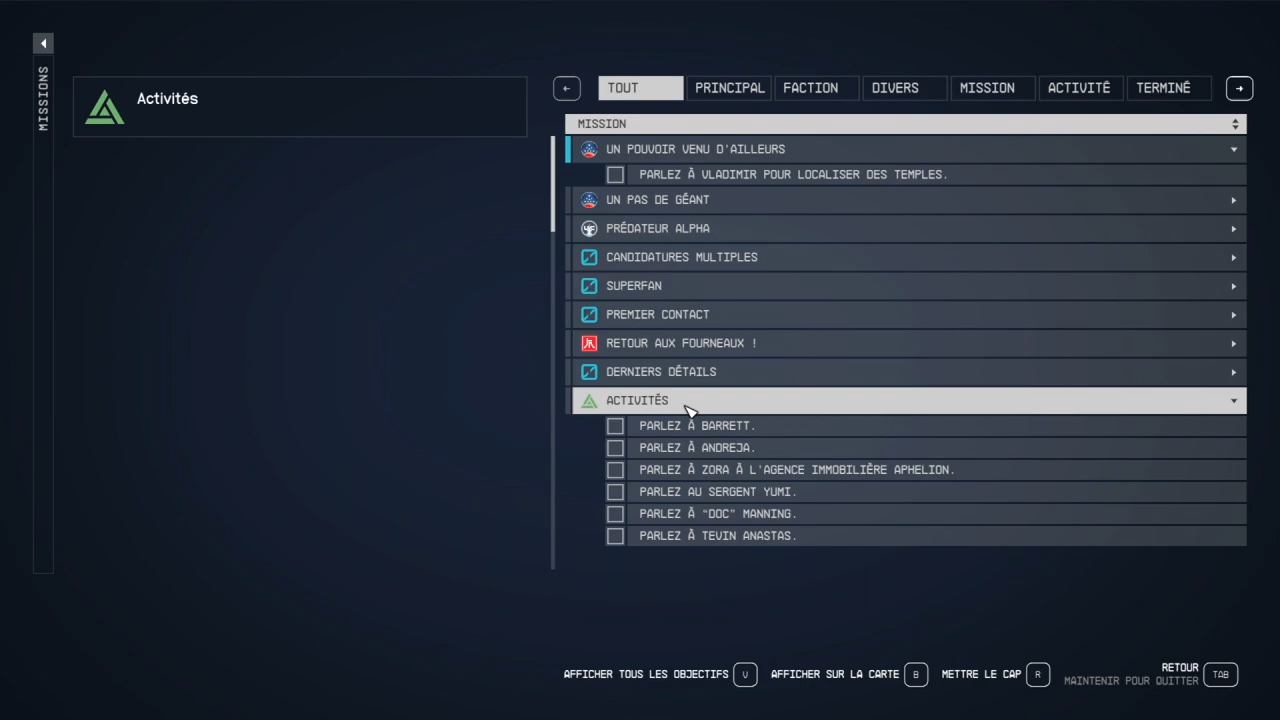 MISSIONS
Activités
TOUT
PRINCIPAL
FACTION
DIVERS
MISSION
ACTIVITÉ
TERMINÉ
MISSION
UN POUVOIR VENU D'AILLEURS
PARLEZ À VLADIMIR POUR LOCALISER DES TEMPLES.
UN PAS DE GÉANT
PRÉDATEUR ALPHA
CANDIDATURES MULTIPLES
SUPERFAN
PREMIER CONTACT
RETOUR AUX FOURNEAUX !
DERNIERS DÉTAILS
ACTIVITÉS
PARLEZ À BARRETT.
PARLEZ À ANDREJA.
PARLEZ À ZORA À L'AGENCE IMMOBILIÈRE APHELION.
PARLEZ AU SERGENT YUMI.
PARLEZ À "DOC" MANNING.
PARLEZ À TEVIN ANASTAS.
AFFICHER TOUS LES OBJECTIFS V
AFFICHER SUR LA CARTE B
METTRE LE CAP R
RETOUR
MAINTENIR POUR QUITTER TAB